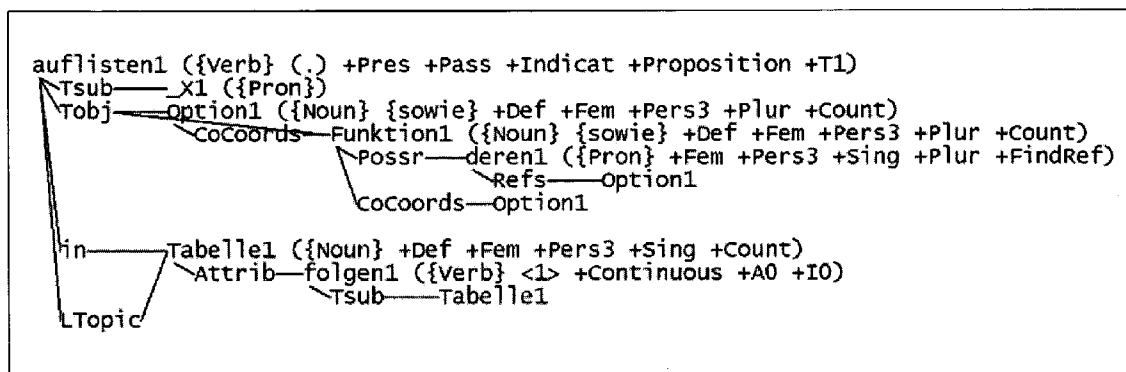 auflisten1 ({Verb} (.) +Pres +Pass +Indicat +Proposition +T1)
Tsub _X1 ({Pron})
Tobj Option1 ({Noun} {sowie} +Def +Fem +Pers3 +Plur +Count)
CoCoords Funktion1 ({Noun} {sowie} +Def +Fem +Pers3 +Plur +Count)
Possr deren1 ({Pron} +Fem +Pers3 +Sing +Plur +FindRef)
Refs Option1
CoCoords Option1
in Tabelle1 ({Noun} +Def +Fem +Pers3 +Sing +Count)
Attrib folgen1 ({Verb} <1> +Continuous +A0 +I0)
Tsub Tabelle1
LTopic